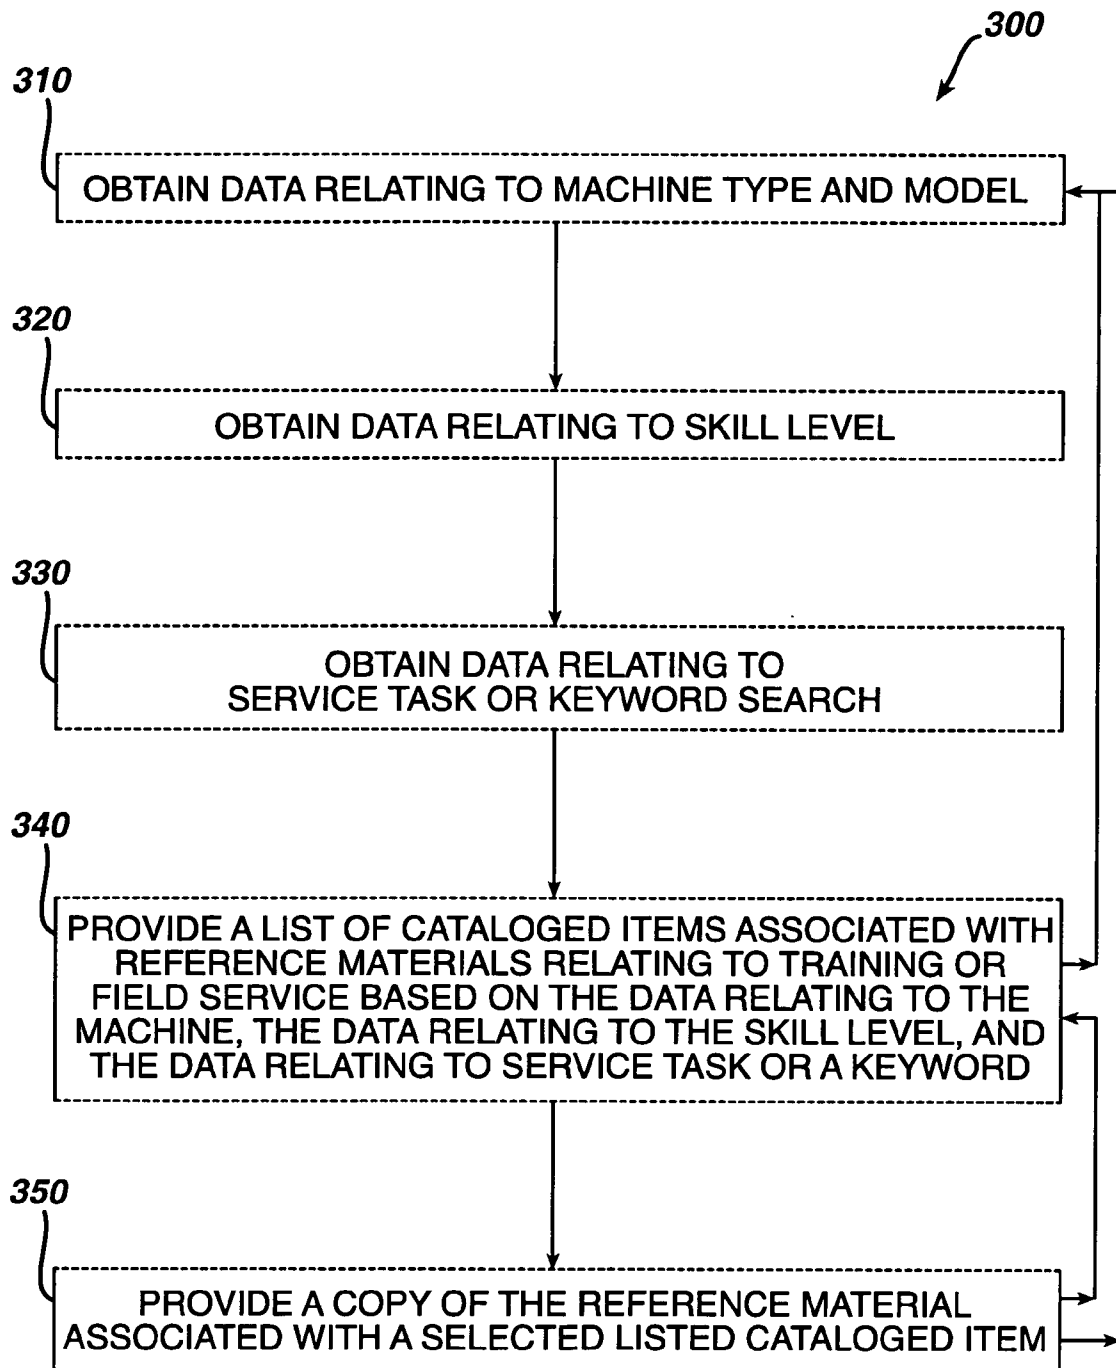 300
310
OBTAIN DATA RELATING TO MACHINE TYPE AND MODEL
320
OBTAIN DATA RELATING TO SKILL LEVEL
330
OBTAIN DATA RELATING TO
SERVICE TASK OR KEYWORD SEARCH
340
PROVIDE A LIST OF CATALOGED ITEMS ASSOCIATED WITH
REFERENCE MATERIALS RELATING TO TRAINING OR
FIELD SERVICE BASED ON THE DATA RELATING TO THE
MACHINE, THE DATA RELATING TO THE SKILL LEVEL, AND
THE DATA RELATING TO SERVICE TASK OR A KEYWORD
350
PROVIDE A COPY OF THE REFERENCE MATERIAL
ASSOCIATED WITH A SELECTED LISTED CATALOGED ITEM